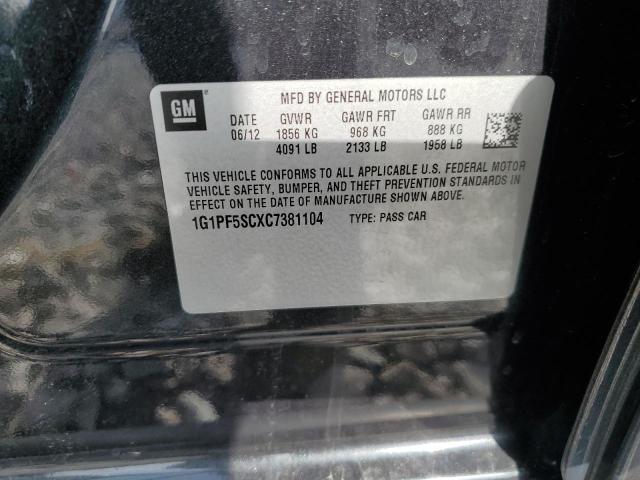 GM
MFD BY GENERAL MOTORS LLC
DATE GVWR GAWR FRT GAWR RR
06/12 1856 KG 968 KG 888 KG
4091 LB 2133 LB 1958 LB
THIS VEHICLE CONFORMS TO ALL APPLICABLE U.S. FEDERAL MOTOR
VEHICLE SAFETY, BUMPER, AND THEFT PREVENTION STANDARDS IN
EFFECT ON THE DATE OF MANUFACTURE SHOWN ABOVE.
1G1PF5SCXC7381104 TYPE: PASS CAR